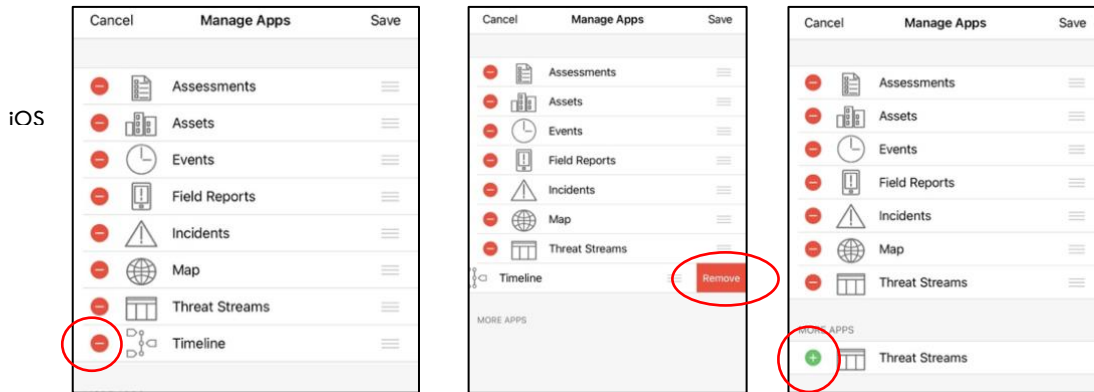 iOS
Cancel Manage Apps Save
Assessments
Assets
Events
Field Reports
Incidents
Map
Threat Streams
Timeline
Cancel Manage Apps Save
Assessments
Assets
Events
Field Reports
Incidents
Map
Threat Streams
Timeline Remove
MORE APPS
Cancel Manage Apps Save
Assessments
Assets
Events
Field Reports
Incidents
Map
Threat Streams
MORE APPS
Threat Streams